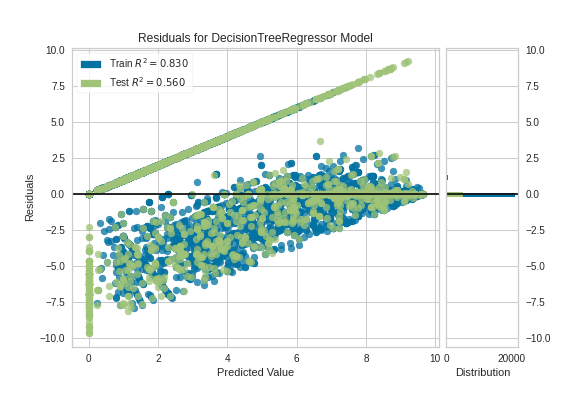 Residuals for DecisionTreeRegressor Model
Train R² = 0.830
Test R² = 0.560
Residuals
10.0
7.5
5.0
2.5
0.0
−2.5
−5.0
−7.5
−10.0
0 2 4 6 8 10
Predicted Value
10.0
7.5
5.0
2.5
0.0
−2.5
−5.0
−7.5
−10.0
0 20000
Distribution